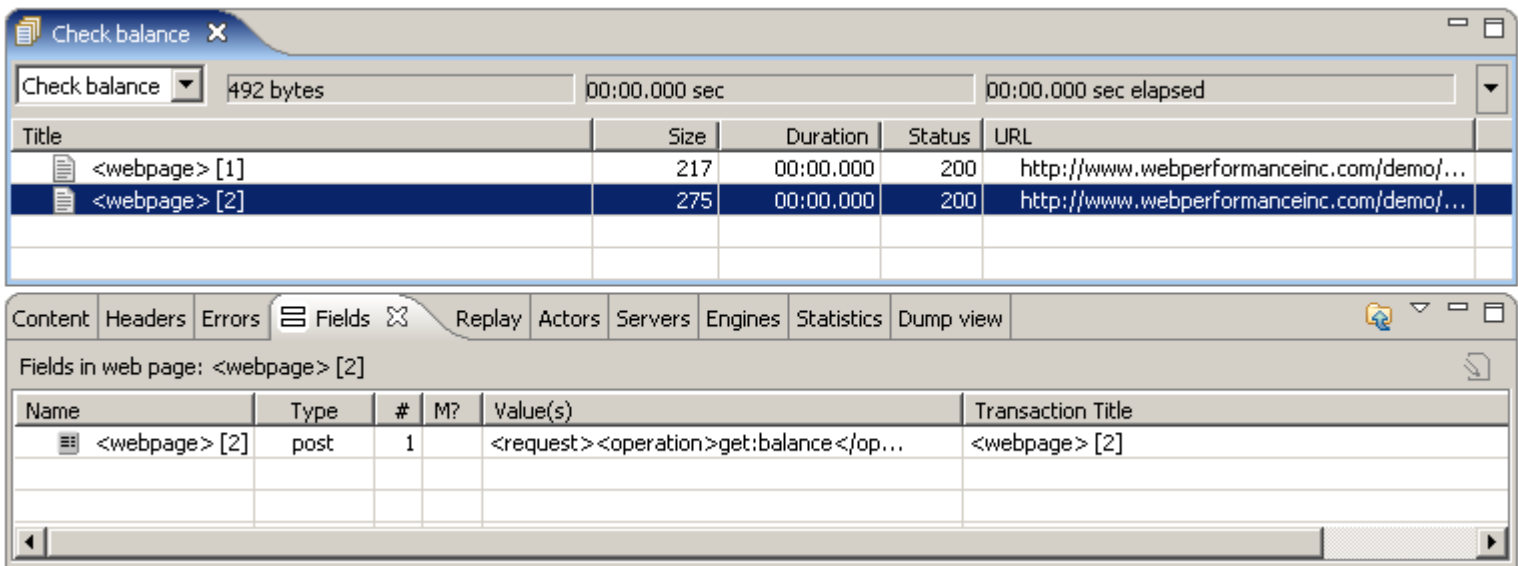 Check balance
Check balance 492 bytes 00:00.000 sec 00:00.000 sec elapsed
Title Size Duration Status URL
<webpage> [1] 217 00:00.000 200 http://www.webperformanceinc.com/demo/...
<webpage> [2] 275 00:00.000 200 http://www.webperformanceinc.com/demo/...
Content Headers Errors Fields Replay Actors Servers Engines Statistics Dump view
Fields in web page: <webpage> [2]
Name Type # M? Value(s) Transaction Title
<webpage> [2] post 1 <request><operation>get:balance</op... <webpage> [2]